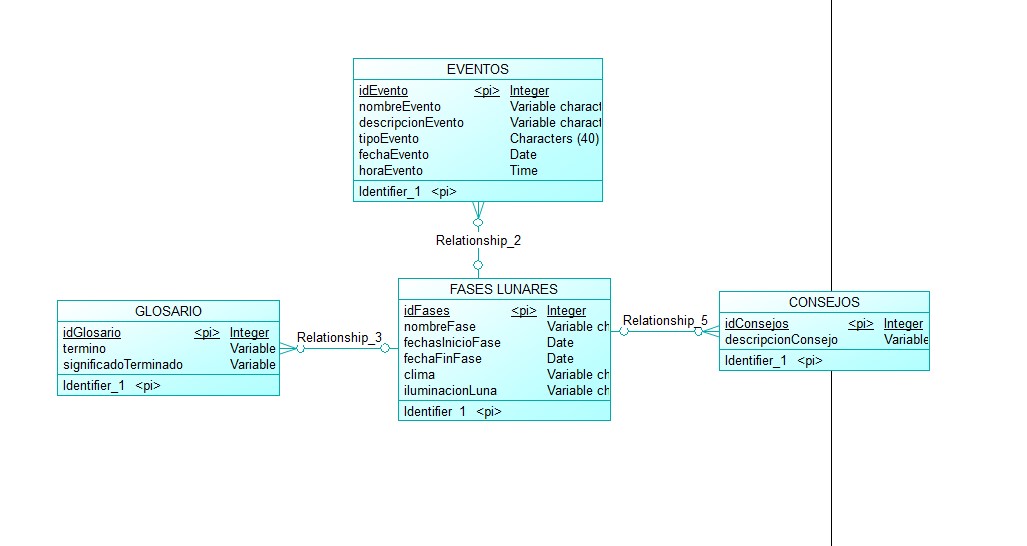 EVENTOS
idEvento <pi> Integer
nombreEvento Variable charact
descripcionEvento Variable charact
tipoEvento Characters (40)
fechaEvento Date
horaEvento Time
Identifier_1 <pi>
Relationship_2
FASES LUNARES
idFases <pi> Integer
nombreFase Variable ch
fechasInicioFase Date
fechaFinFase Date
clima Variable ch
iluminacionLuna Variable ch
Identifier_1 <pi>
GLOSARIO
idGlosario <pi> Integer
termino Variable
significadoTerminado Variable
Identifier_1 <pi>
Relationship_3
Relationship_5
CONSEJOS
idConsejos <pi> Integer
descripcionConsejo Variable
Identifier_1 <pi>